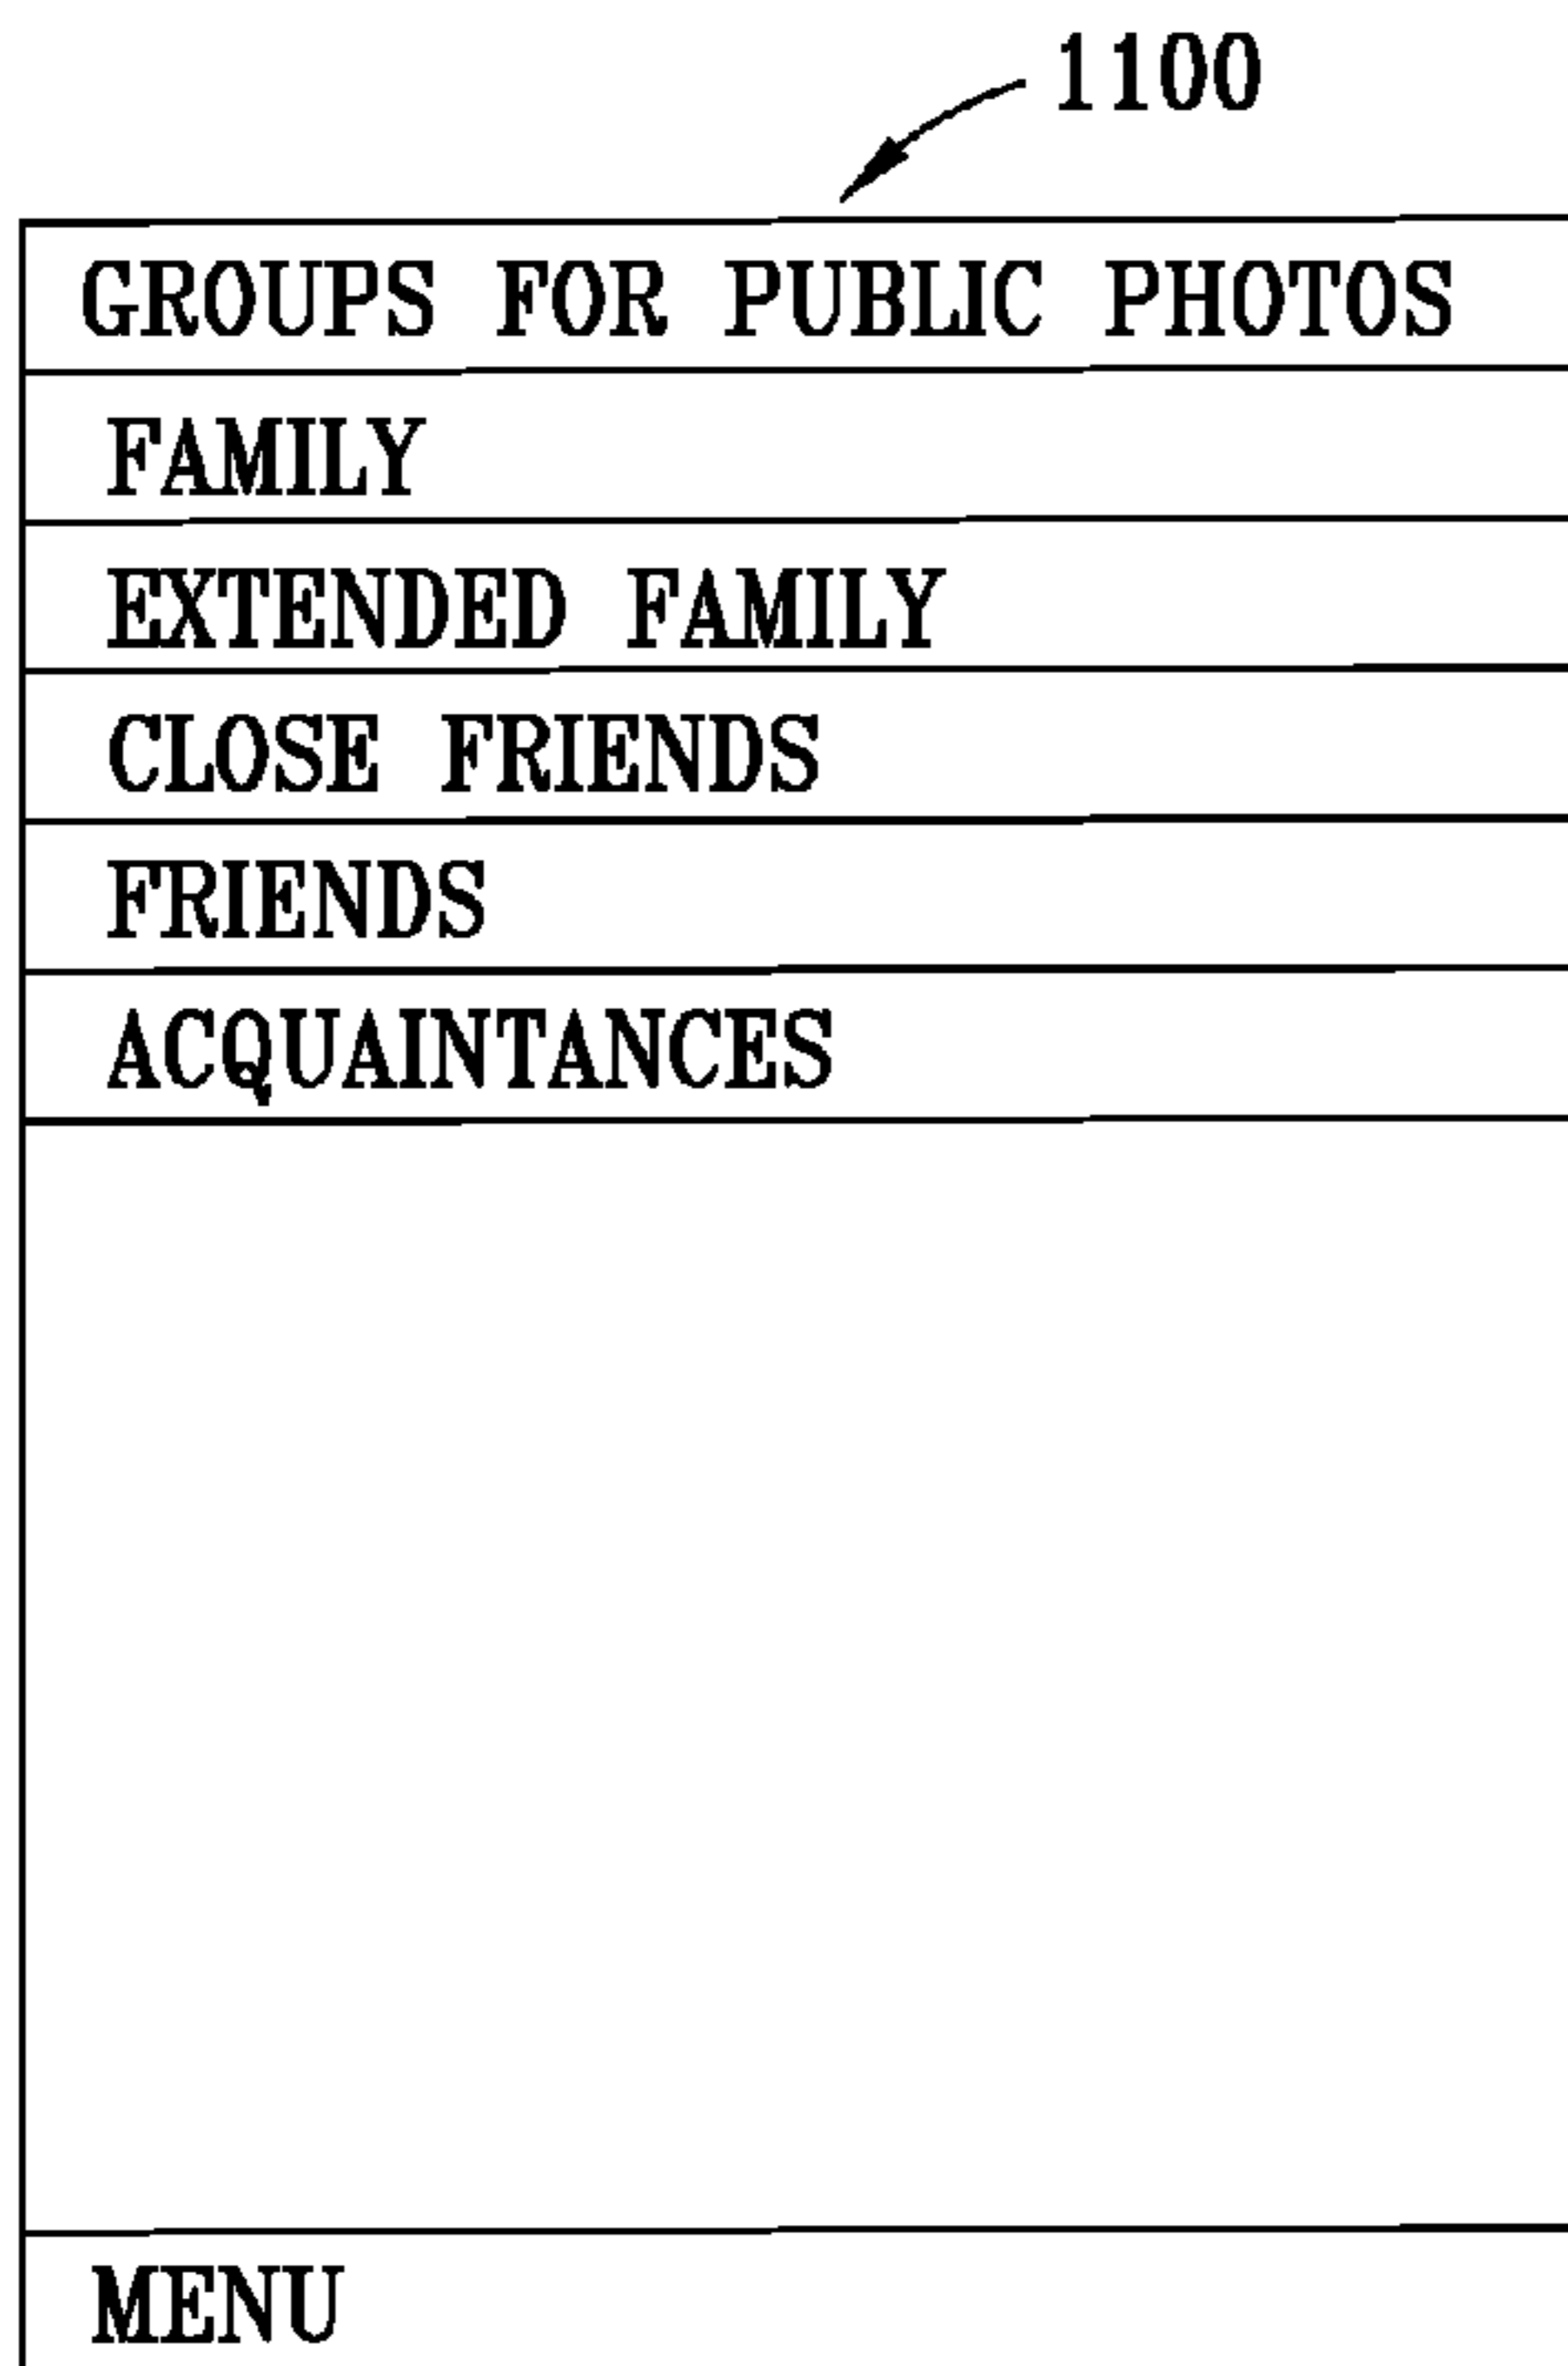 1100
GROUPS FOR PUBLIC PHOTOS
FAMILY
EXTENDED FAMILY
CLOSE FRIENDS
FRIENDS
ACQUAINTANCES
MENU